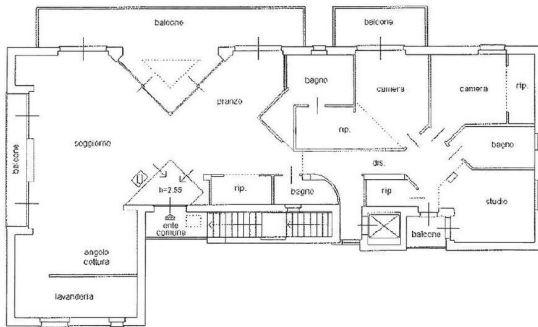 balcone
balcone
bagno
camera
camera
rip.
pranzo
rip.
soggiorno
bagno
balcone
dis.
h=2.55
rip.
bagno
rip.
studio
ente
comune
balcone
angolo
cottura
lavanderia